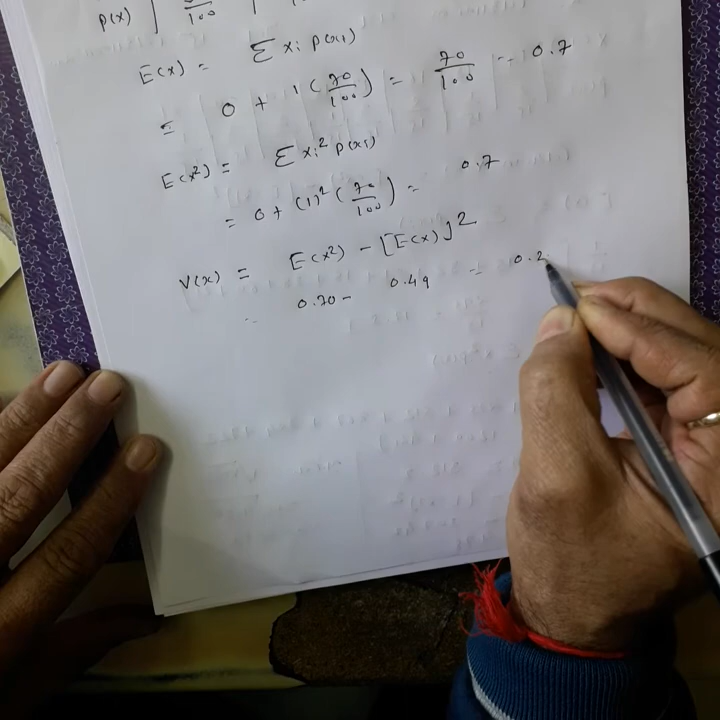 P(x)
100
E(x) = Σ xi p(xi)
= 0 + 1 (70/100) = 70/100 = 0.7
E(x²) = Σ xi² p(xi)
= 0 + (1)² (70/100) = 0.7
V(x) = E(x²) - [E(x)]²
= 0.70 - 0.49 = 0.2